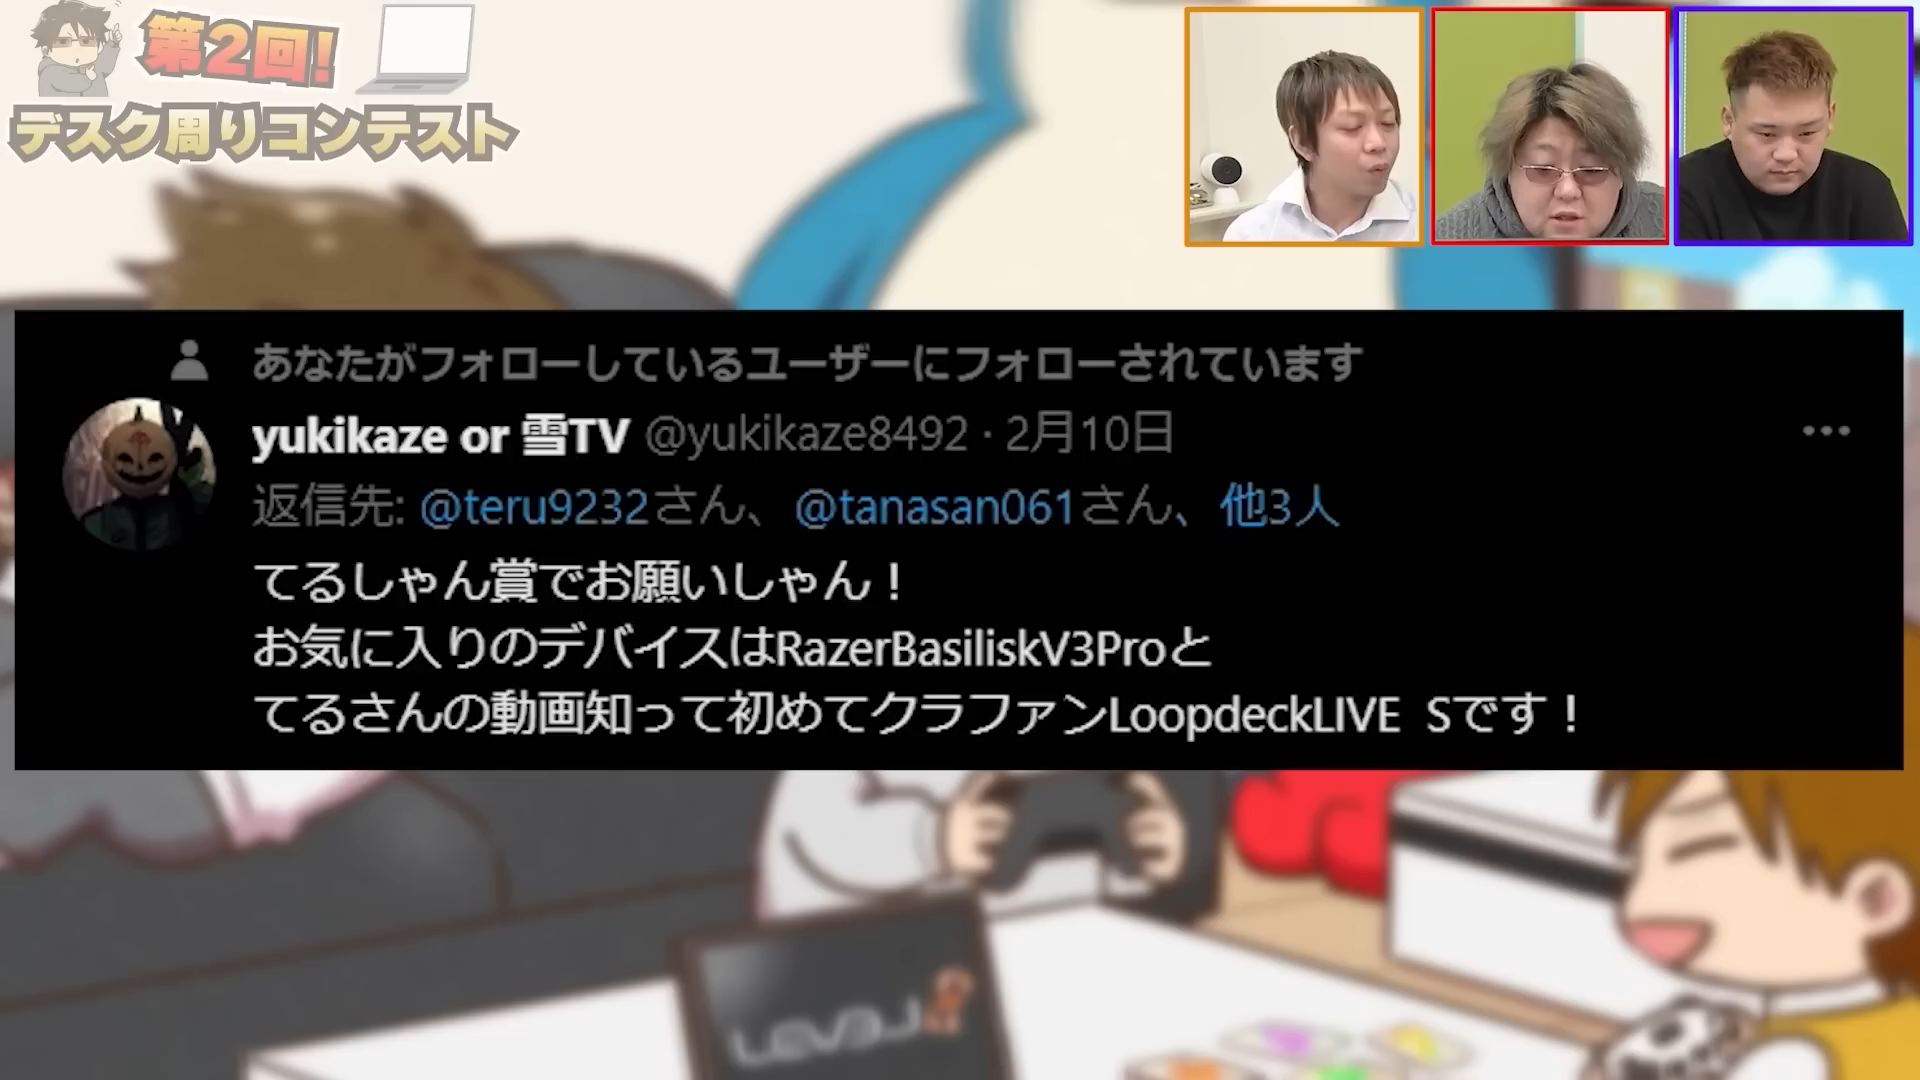 第2回!
デスク周りコンテスト
あなたがフォローしているユーザーにフォローされています
yukikaze or 雪TV @yukikaze8492 · 2月10日
返信先: @teru9232さん、 @tanasan061さん、 他3人
てるしゃん賞でお願いしゃん！
お気に入りのデバイスはRazerBasiliskV3Proと
てるさんの動画知って初めてクラファンLoopdeckLIVE Sです！